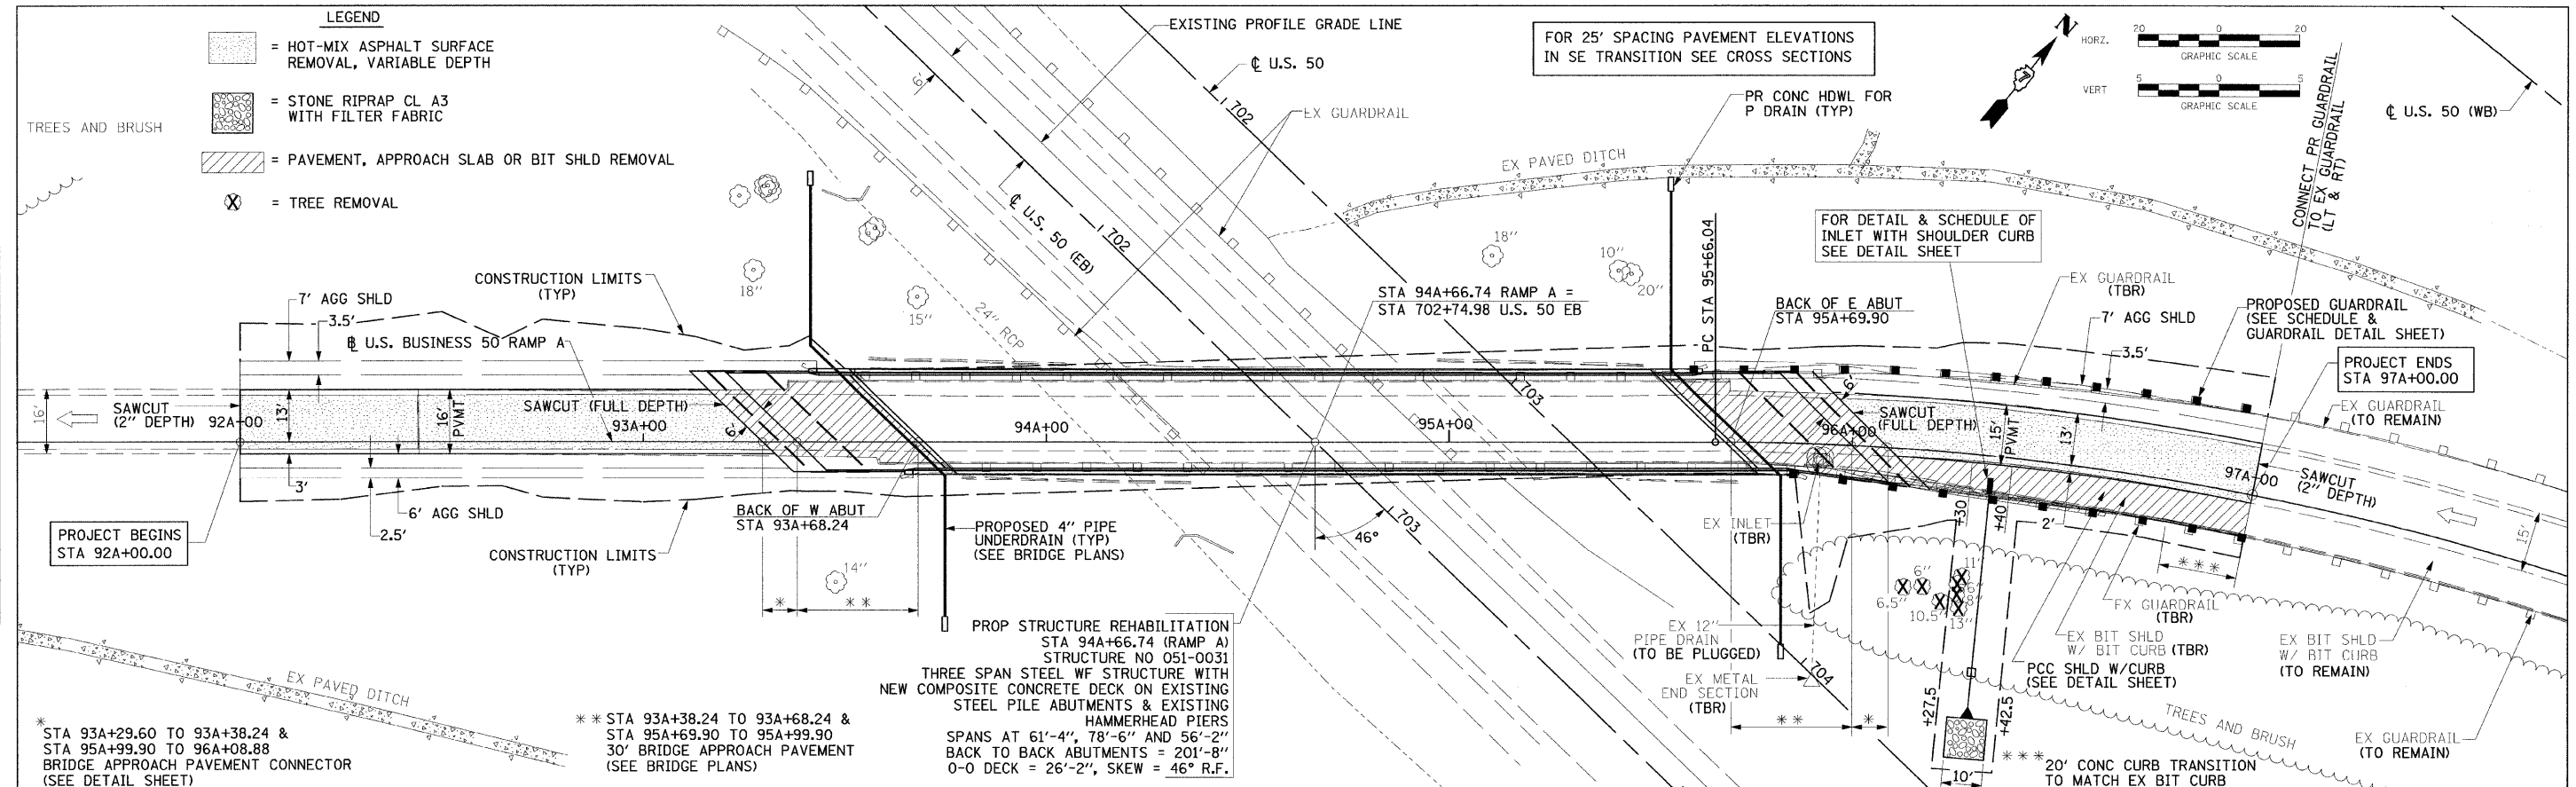 LEGEND
= HOT-MIX ASPHALT SURFACE
REMOVAL, VARIABLE DEPTH
= STONE RIPRAP CL A3
WITH FILTER FABRIC
= PAVEMENT, APPROACH SLAB OR BIT SHLD REMOVAL
= TREE REMOVAL
TREES AND BRUSH
EXISTING PROFILE GRADE LINE
℄ U.S. 50
EX GUARDRAIL
6'
702
℄ U.S. 50 (EB)
702
FOR 25' SPACING PAVEMENT ELEVATIONS
IN SE TRANSITION SEE CROSS SECTIONS
N
7
HORZ.
20 0 20
GRAPHIC SCALE
VERT
5 0 5
GRAPHIC SCALE
℄ U.S. 50 (WB)
PR CONC HDWL FOR
P DRAIN (TYP)
EX PAVED DITCH
CONNECT PR GUARDRAIL
TO EX GUARDRAIL
(LT & RT)
FOR DETAIL & SCHEDULE OF
INLET WITH SHOULDER CURB
SEE DETAIL SHEET
CONSTRUCTION LIMITS
(TYP)
18"
15"
24" RCP
18"
10"
20"
PC STA 95+66.04
STA 94A+66.74 RAMP A =
STA 702+74.98 U.S. 50 EB
BACK OF E ABUT
STA 95A+69.90
EX GUARDRAIL
(TBR)
7' AGG SHLD
3.5'
PROPOSED GUARDRAIL
(SEE SCHEDULE &
GUARDRAIL DETAIL SHEET)
PROJECT ENDS
STA 97A+00.00
EX GUARDRAIL
(TO REMAIN)
7' AGG SHLD
3.5'
U.S. BUSINESS 50 RAMP A
16'
SAWCUT
(2" DEPTH)
92A+00
13'
16'
PVMT
SAWCUT (FULL DEPTH)
93A+00
6'
94A+00
95A+00
703
6'
SAWCUT
(FULL DEPTH)
96A+00
15'
PVMT
13'
97A+00
SAWCUT
(2" DEPTH)
15'
3'
6' AGG SHLD
2.5'
PROJECT BEGINS
STA 92A+00.00
CONSTRUCTION LIMITS
(TYP)
BACK OF W ABUT
STA 93A+68.24
PROPOSED 4" PIPE
UNDERDRAIN (TYP)
(SEE BRIDGE PLANS)
14"
*
* *
46°
703
EX INLET
(TBR)
+30
+40
2'
* * *
6"
11"
6"
8"
6.5"
10.5"
13"
EX GUARDRAIL
(TBR)
EX BIT SHLD
W/ BIT CURB (TBR)
PCC SHLD W/CURB
(SEE DETAIL SHEET)
EX BIT SHLD
W/ BIT CURB
(TO REMAIN)
EX 12"
PIPE DRAIN
(TO BE PLUGGED)
EX METAL
END SECTION
(TBR)
704
* *
*
+27.5
+42.5
10'
TREES AND BRUSH
EX GUARDRAIL
(TO REMAIN)
PROP STRUCTURE REHABILITATION
STA 94A+66.74 (RAMP A)
STRUCTURE NO 051-0031
THREE SPAN STEEL WF STRUCTURE WITH
NEW COMPOSITE CONCRETE DECK ON EXISTING
STEEL PILE ABUTMENTS & EXISTING
HAMMERHEAD PIERS
SPANS AT 61'-4", 78'-6" AND 56'-2"
BACK TO BACK ABUTMENTS = 201'-8"
O-O DECK = 26'-2", SKEW = 46° R.F.
EX PAVED DITCH
*
STA 93A+29.60 TO 93A+38.24 &
STA 95A+99.90 TO 96A+08.88
BRIDGE APPROACH PAVEMENT CONNECTOR
(SEE DETAIL SHEET)
* * STA 93A+38.24 TO 93A+68.24 &
STA 95A+69.90 TO 95A+99.90
30' BRIDGE APPROACH PAVEMENT
(SEE BRIDGE PLANS)
* * * 20' CONC CURB TRANSITION
TO MATCH EX BIT CURB